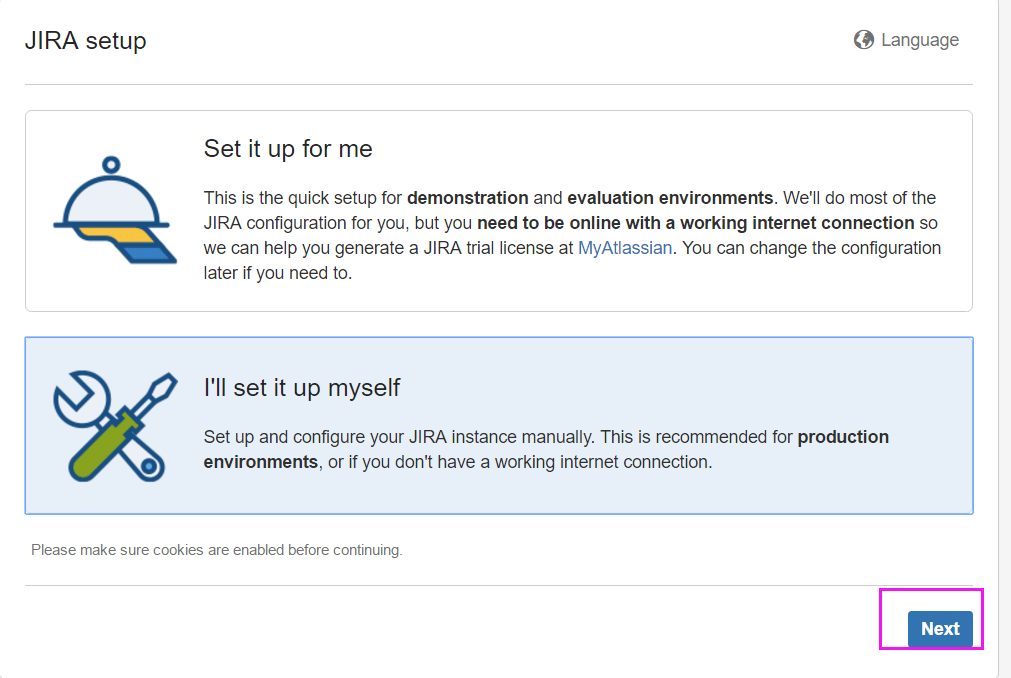 JIRA setup
Language
Set it up for me
This is the quick setup for demonstration and evaluation environments. We'll do most of the
JIRA configuration for you, but you need to be online with a working internet connection so
we can help you generate a JIRA trial license at MyAtlassian. You can change the configuration
later if you need to.
I'll set it up myself
Set up and configure your JIRA instance manually. This is recommended for production
environments, or if you don't have a working internet connection.
Please make sure cookies are enabled before continuing.
Next